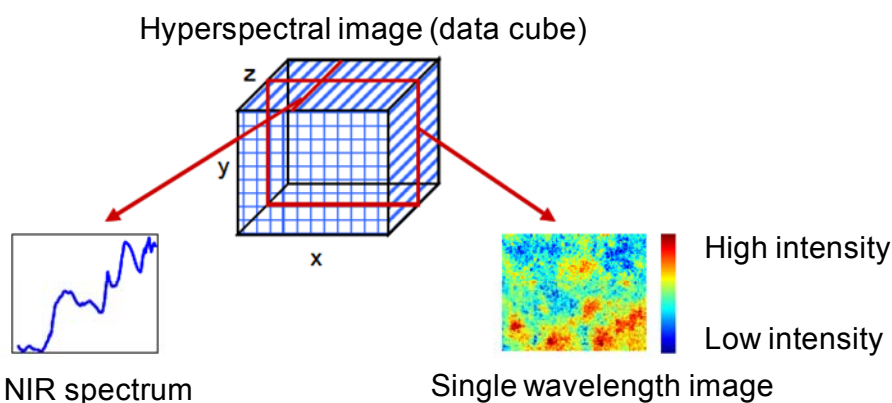 Hyperspectral image (data cube)
z
y
x
High intensity
Low intensity
NIR spectrum
Single wavelength image